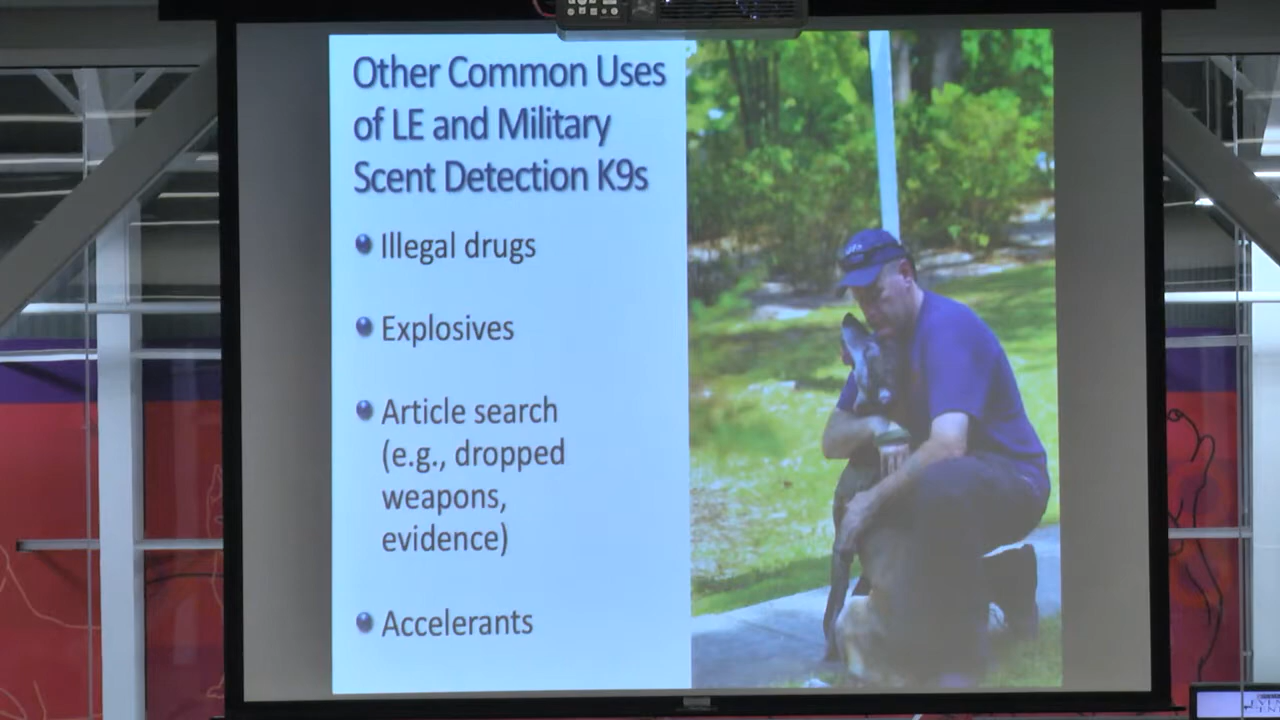 Other Common Uses
of LE and Military
Scent Detection K9s
Illegal drugs
Explosives
Article search
(e.g., dropped
weapons,
evidence)
Accelerants